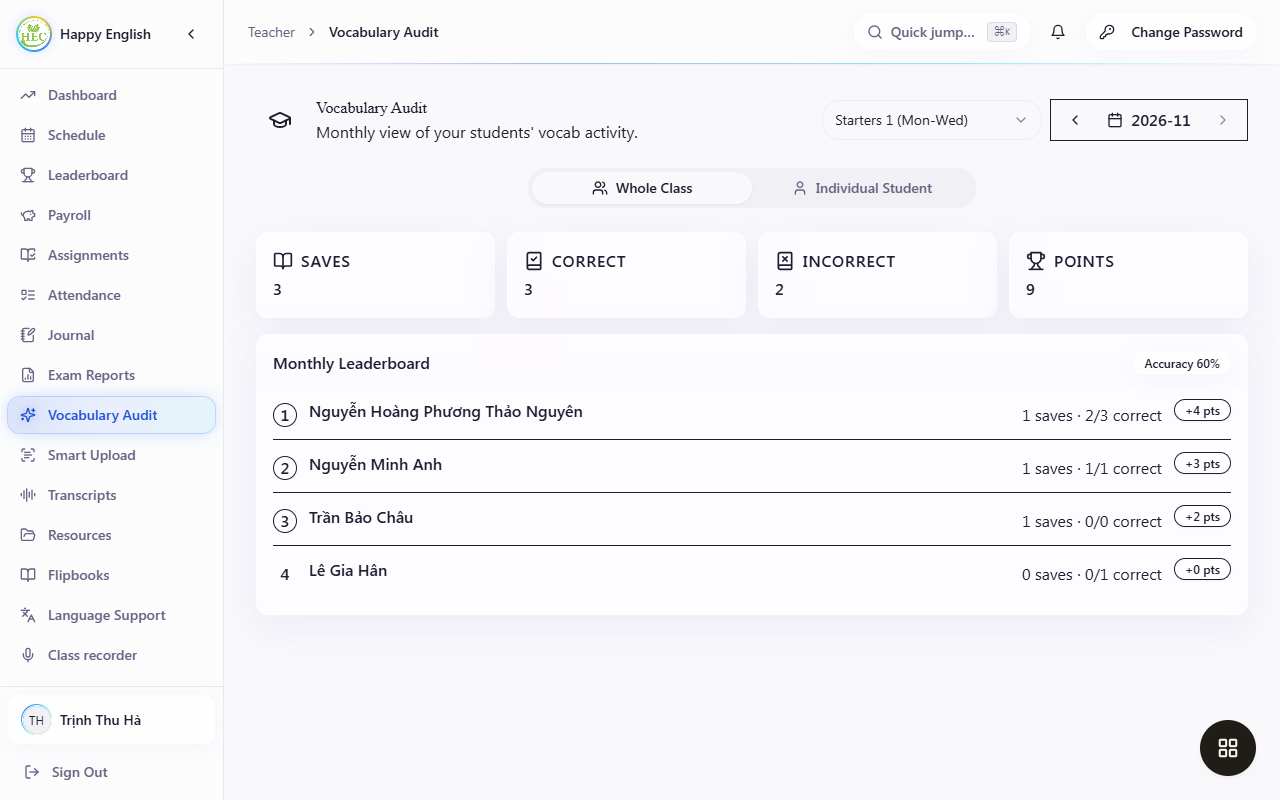 HEC
Happy English
Dashboard
Schedule
Leaderboard
Payroll
Assignments
Attendance
Journal
Exam Reports
Vocabulary Audit
Smart Upload
Transcripts
Resources
Flipbooks
Language Support
Class recorder
TH
Trịnh Thu Hà
Sign Out
Teacher
Vocabulary Audit
Quick jump... ⌘K
Change Password
Vocabulary Audit
Monthly view of your students' vocab activity.
Starters 1 (Mon-Wed)
2026-11
Whole Class
Individual Student
SAVES
3
CORRECT
3
INCORRECT
2
POINTS
9
Monthly Leaderboard
Accuracy 60%
1 Nguyễn Hoàng Phương Thảo Nguyên 1 saves · 2/3 correct +4 pts
2 Nguyễn Minh Anh 1 saves · 1/1 correct +3 pts
3 Trần Bảo Châu 1 saves · 0/0 correct +2 pts
4 Lê Gia Hân 0 saves · 0/1 correct +0 pts